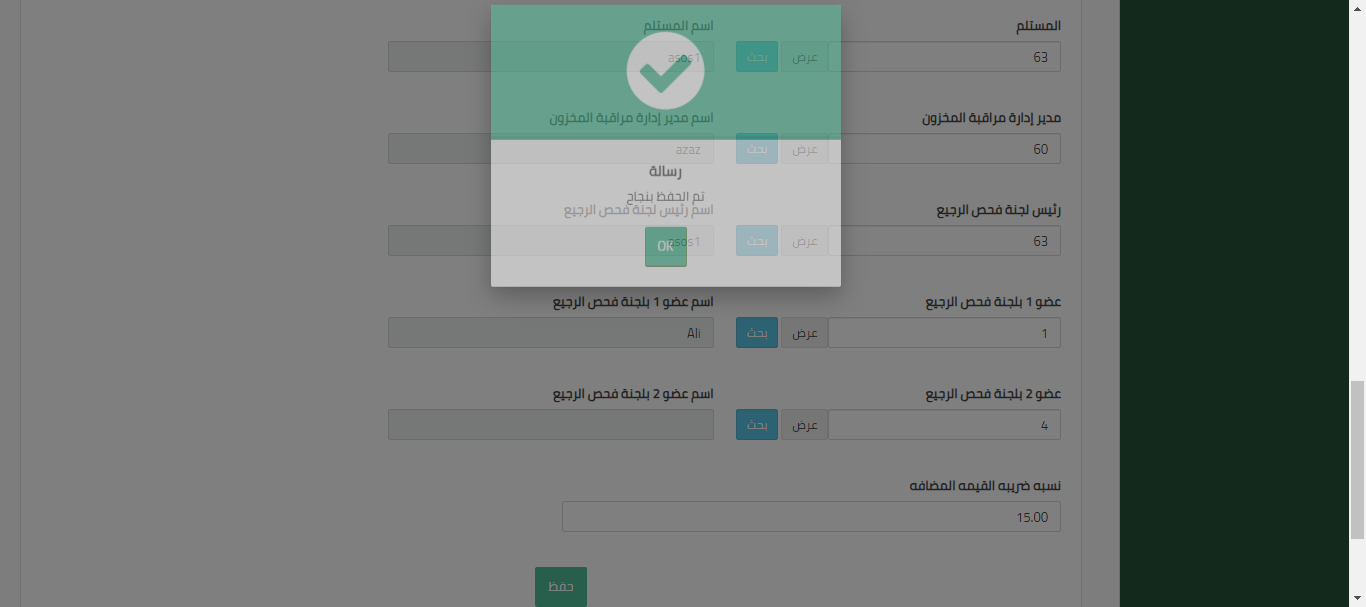 المستلم اسم المستلم
63 عرض بحث asos1
مدير إدارة مراقبة المخزون اسم مدير إدارة مراقبة المخزون
60 عرض بحث azaz
رسالة
تم الحفظ بنجاح
رئيس لجنة فحص الرجيع اسم رئيس لجنة فحص الرجيع
63 عرض بحث asos1
OK
عضو 1 بلجنة فحص الرجيع اسم عضو 1 بلجنة فحص الرجيع
1 عرض بحث Ali
عضو 2 بلجنة فحص الرجيع اسم عضو 2 بلجنة فحص الرجيع
4 عرض بحث
نسبه ضريبه القيمه المضافه
15.00
حفظ